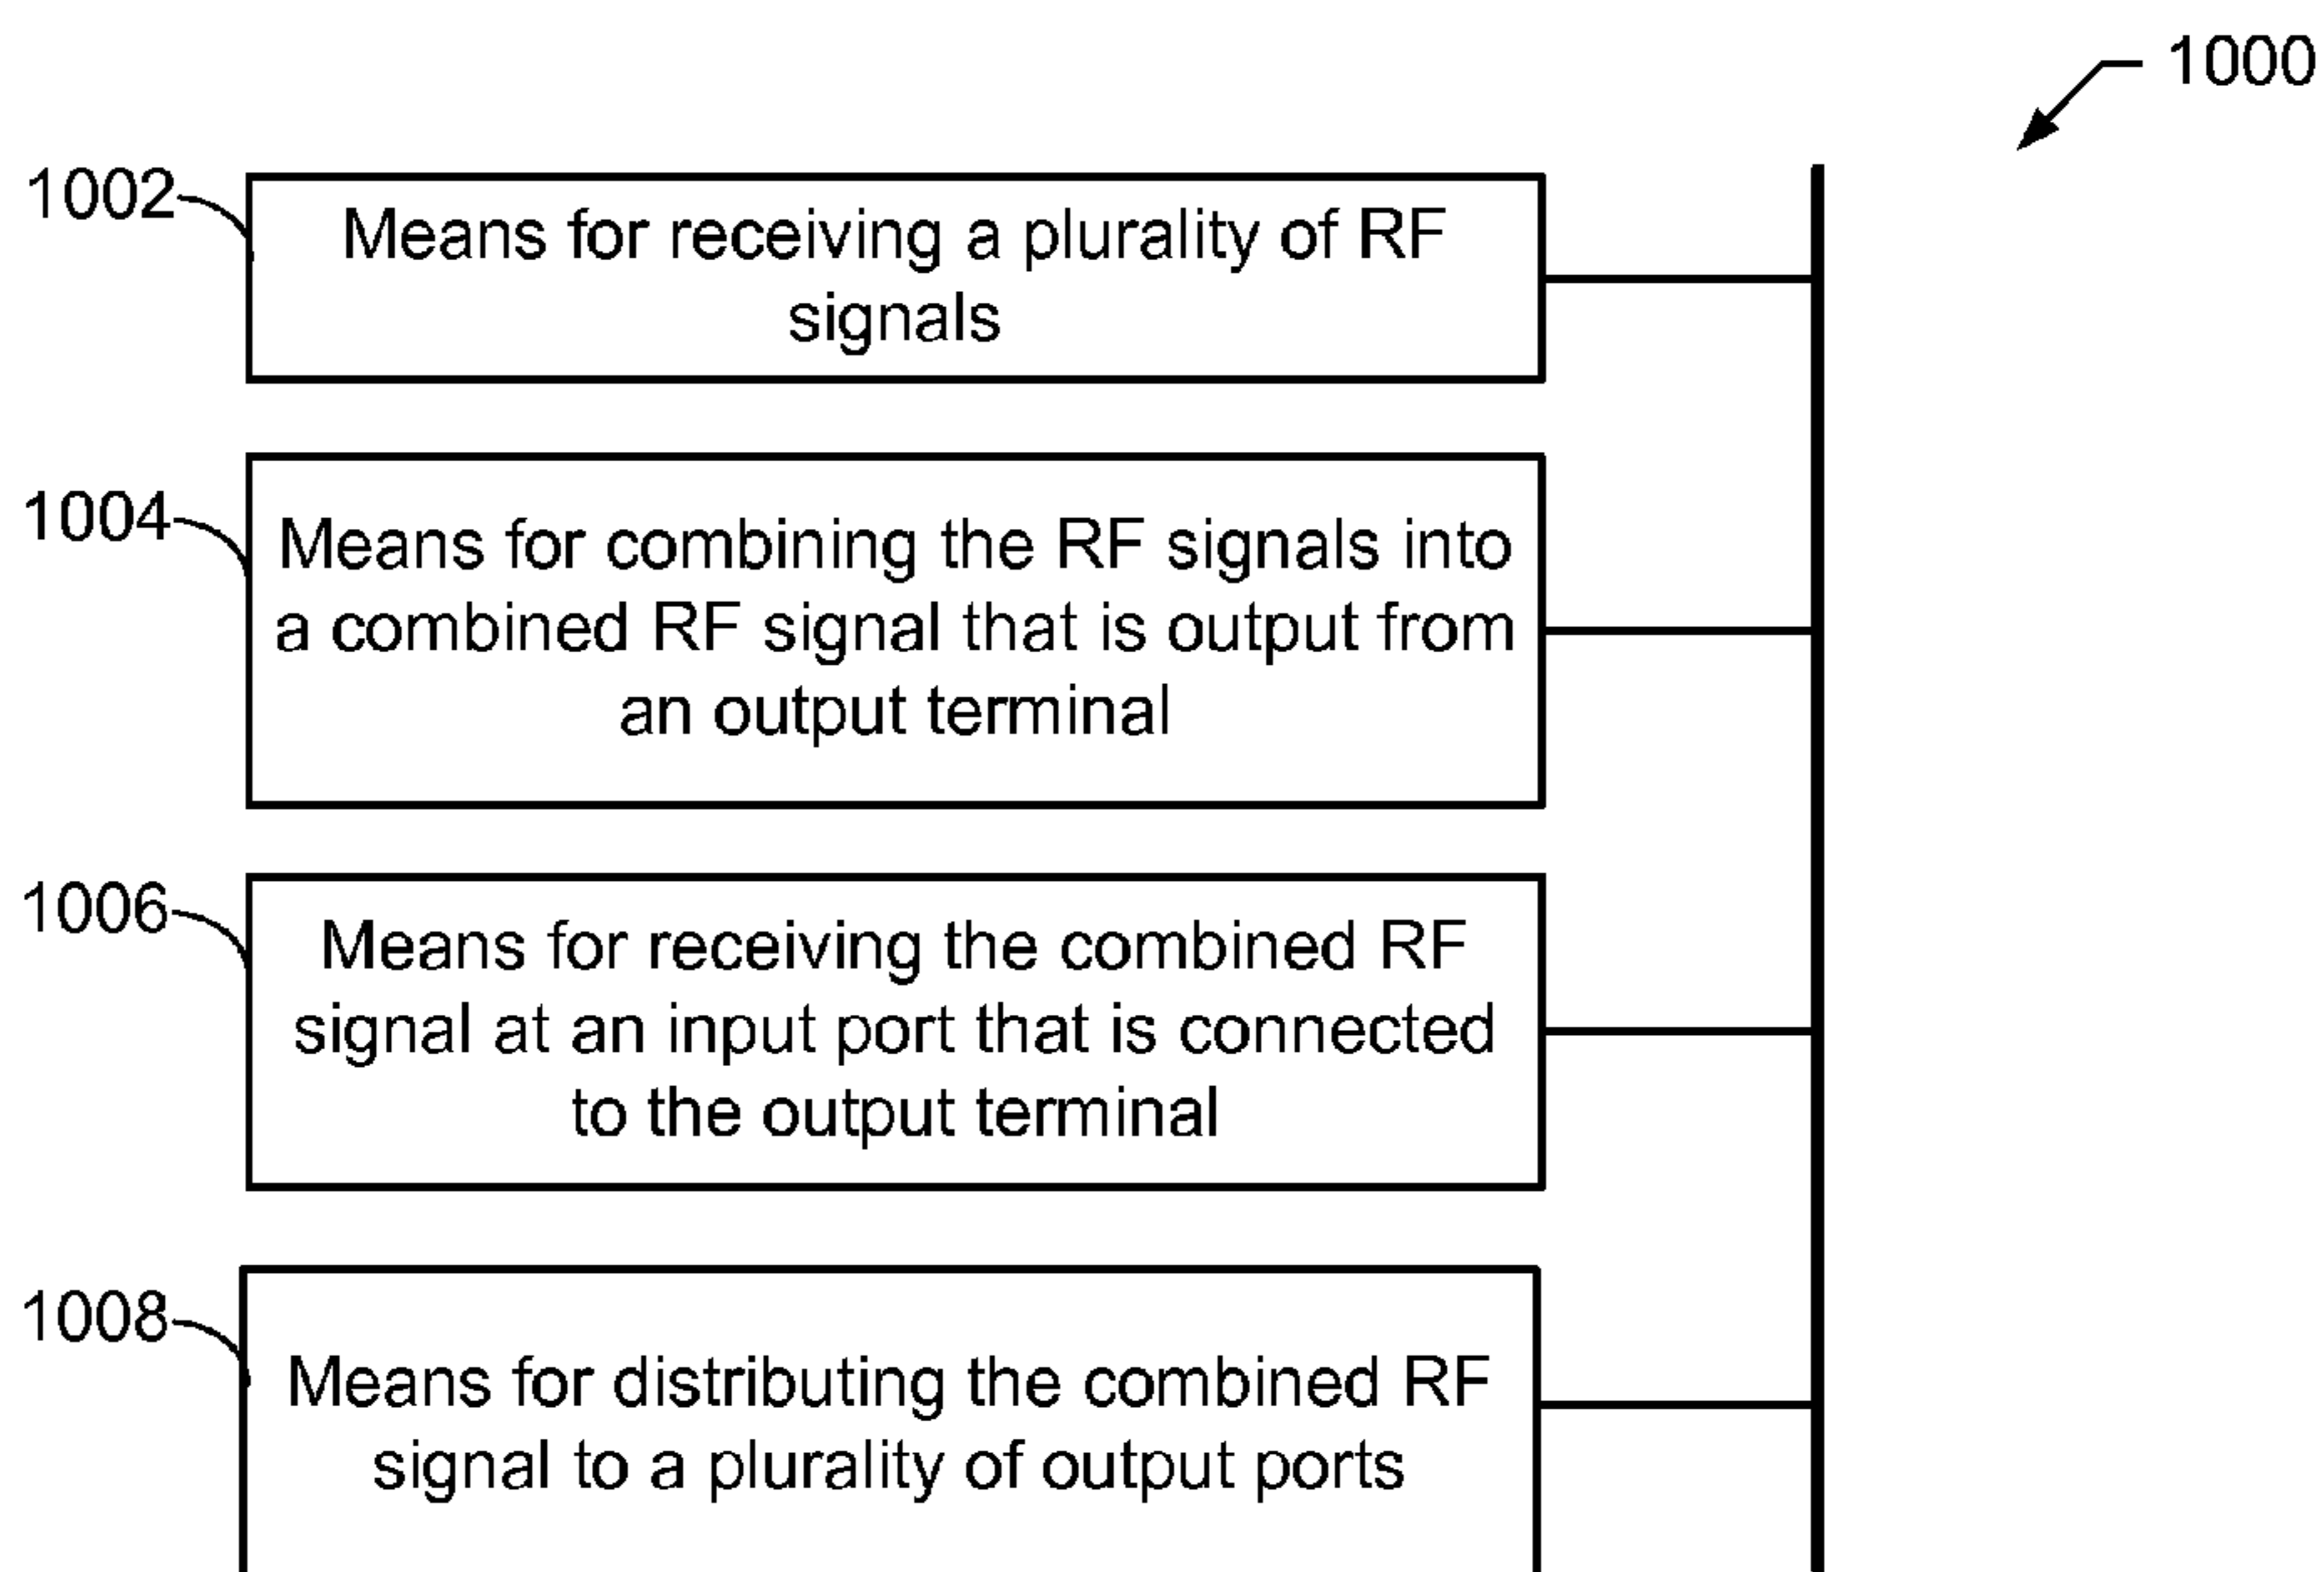 1000
1002
Means for receiving a plurality of RF
signals
1004
Means for combining the RF signals into
a combined RF signal that is output from
an output terminal
1006
Means for receiving the combined RF
signal at an input port that is connected
to the output terminal
1008
Means for distributing the combined RF
signal to a plurality of output ports